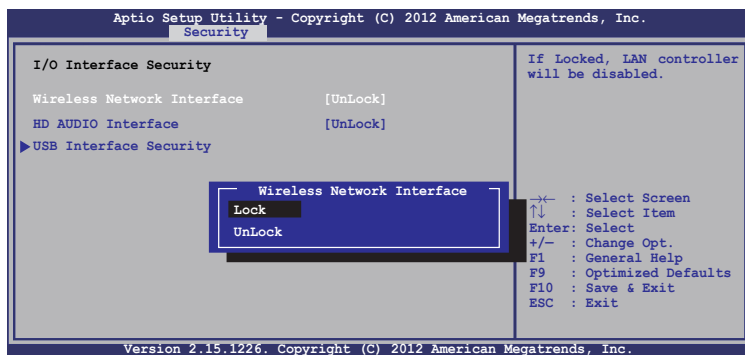 Aptio Setup Utility - Copyright (C) 2012 American Megatrends, Inc.
Security
I/O Interface Security
Wireless Network Interface [UnLock]
HD AUDIO Interface [UnLock]
USB Interface Security
If Locked, LAN controller
will be disabled.
Wireless Network Interface
Lock
UnLock
→← : Select Screen
↑↓ : Select Item
Enter: Select
+/— : Change Opt.
F1 : General Help
F9 : Optimized Defaults
F10 : Save & Exit
ESC : Exit
Version 2.15.1226. Copyright (C) 2012 American Megatrends, Inc.